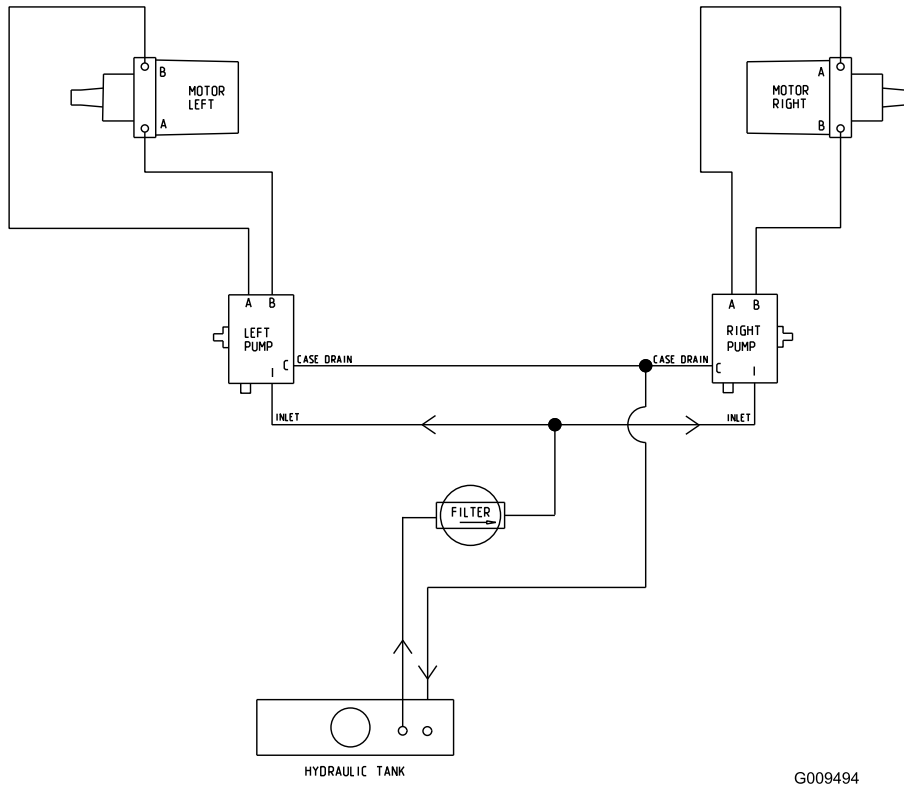 B
MOTOR
LEFT
A
A
MOTOR
RIGHT
B
A B
LEFT
PUMP
C
I
CASE DRAIN
CASE DRAIN
A B
RIGHT
PUMP
C
I
INLET
INLET
FILTER
HYDRAULIC TANK
G009494